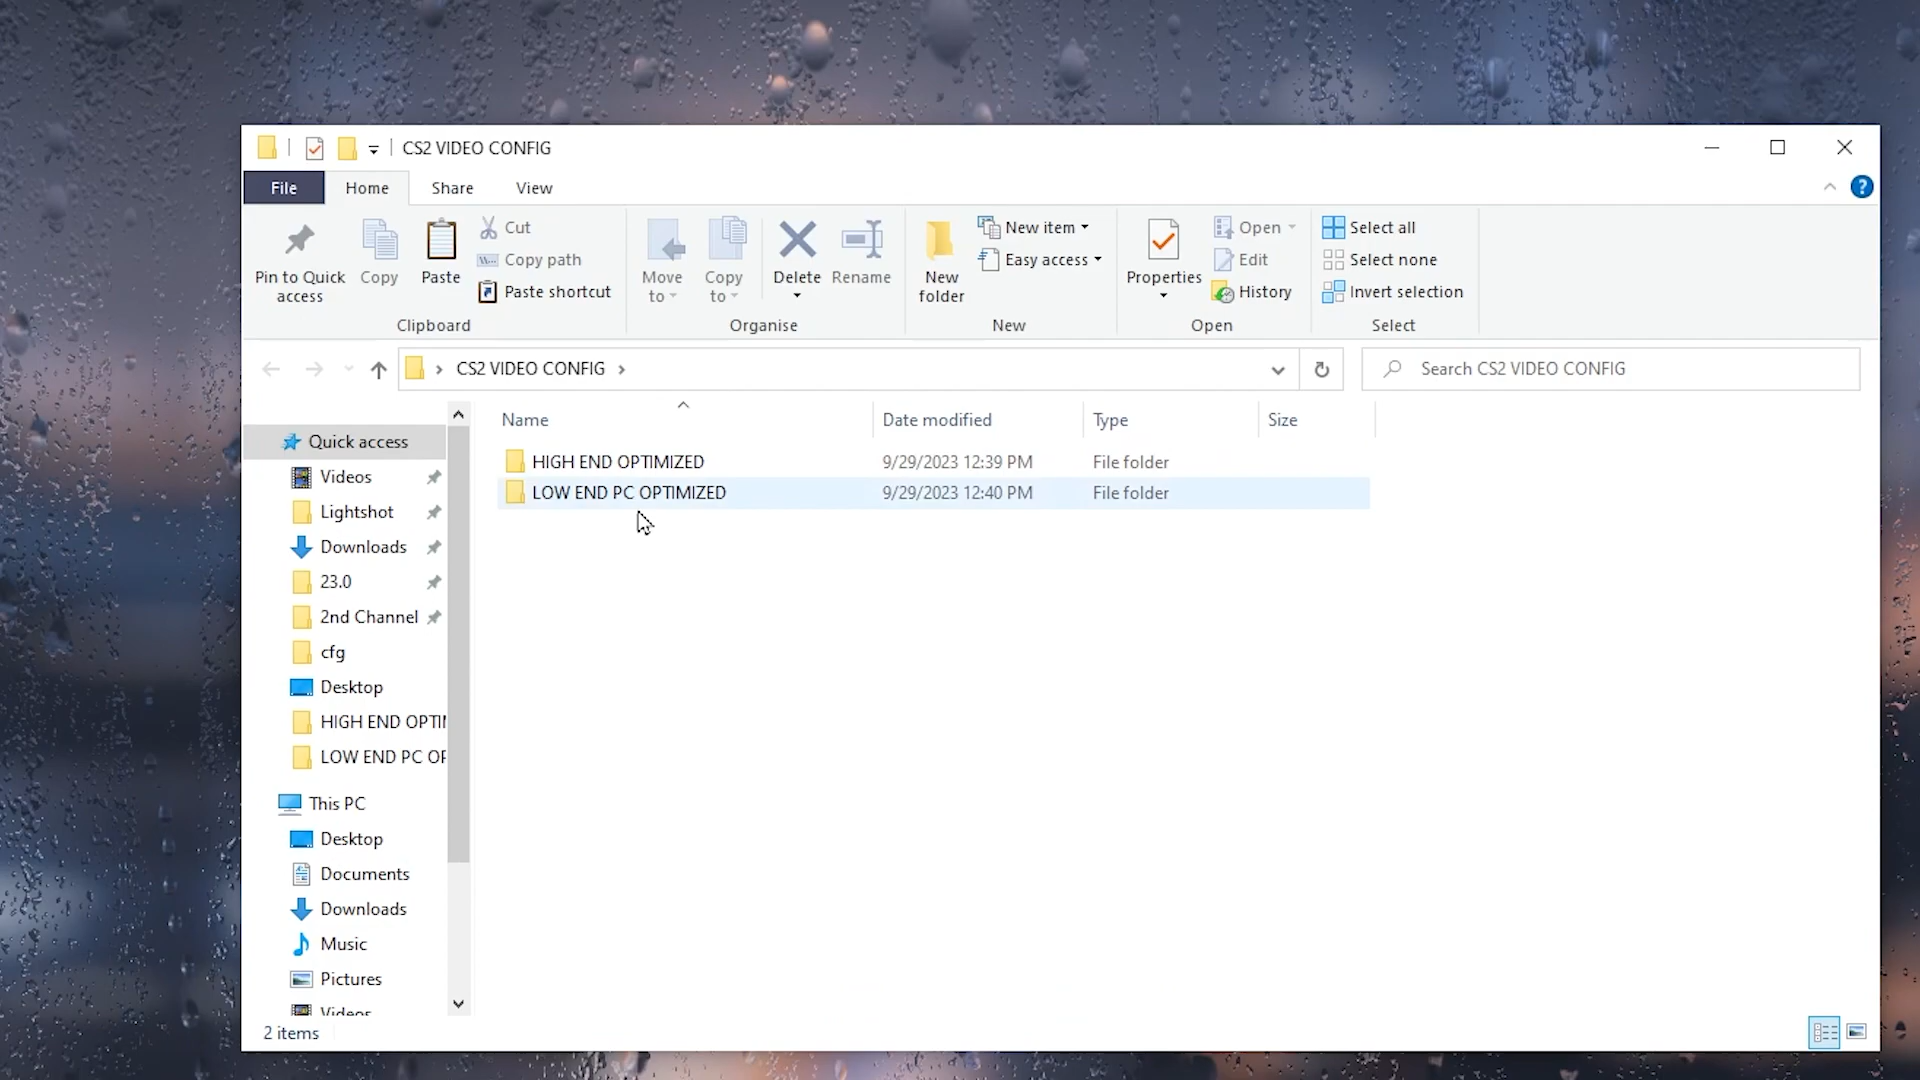 CS2 VIDEO CONFIG
File Home Share View
Pin to Quick access
Copy
Paste
Cut
Copy path
Paste shortcut
Clipboard
Move to
Copy to
Delete
Rename
Organise
New folder
New item
Easy access
New
Properties
Open
Edit
History
Open
Select all
Select none
Invert selection
Select
CS2 VIDEO CONFIG
Search CS2 VIDEO CONFIG
Name Date modified Type Size
HIGH END OPTIMIZED 9/29/2023 12:39 PM File folder
LOW END PC OPTIMIZED 9/29/2023 12:40 PM File folder
Quick access
Videos
Lightshot
Downloads
23.0
2nd Channel
cfg
Desktop
HIGH END OPTI
LOW END PC OP
This PC
Desktop
Documents
Downloads
Music
Pictures
Videos
2 items